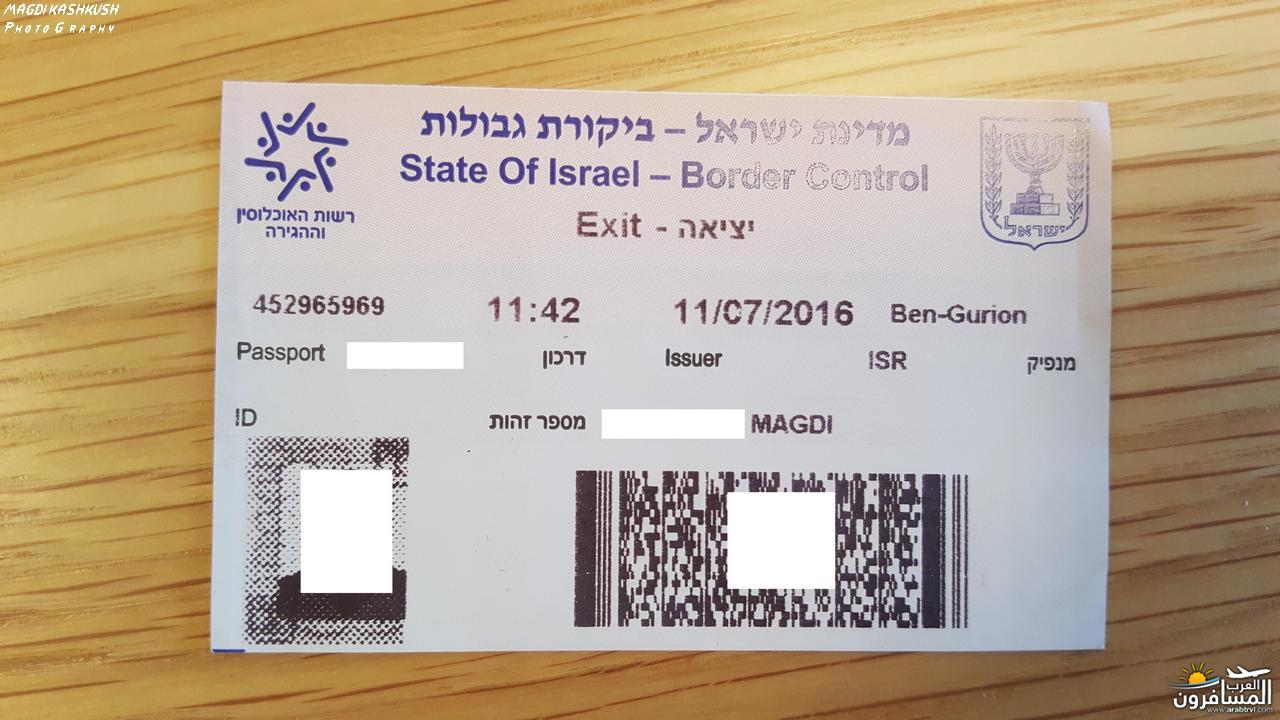 MAGDI KASHKUSH
PHOTOGRAPHY
מדינת ישראל – ביקורת גבולות
State Of Israel – Border Control
Exit - יציאה
רשות האוכלוסין
וההגירה
ישראל
452965969 11:42 11/07/2016 Ben-Gurion
Passport דרכון Issuer ISR מנפיק
ID מספר זהות MAGDI
العرب
المسافرون
www.arabtrvl.com